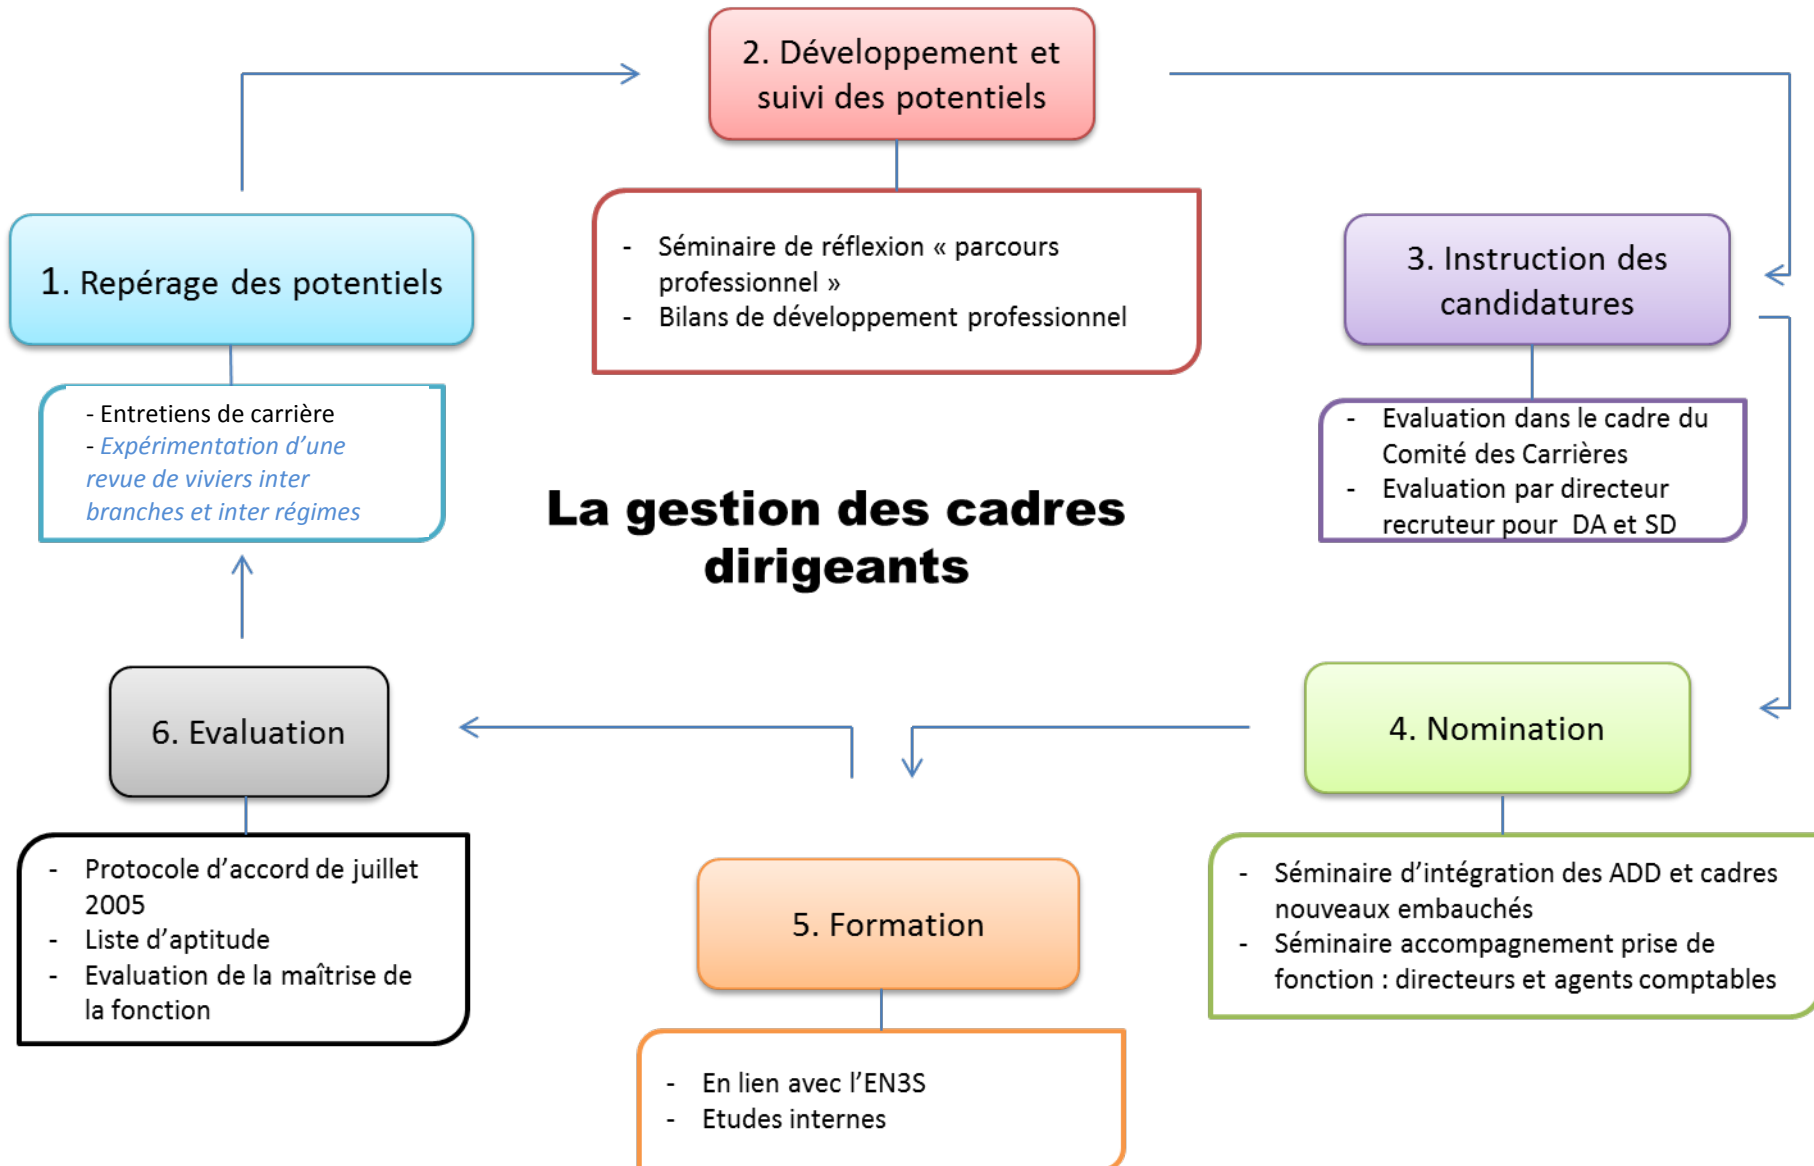 2. Développement et
suivi des potentiels
- Séminaire de réflexion « parcours
professionnel »
- Bilans de développement professionnel
1. Repérage des potentiels
- Entretiens de carrière
- Expérimentation d’une
revue de viviers inter
branches et inter régimes
3. Instruction des
candidatures
- Evaluation dans le cadre du
Comité des Carrières
- Evaluation par directeur
recruteur pour DA et SD
La gestion des cadres
dirigeants
4. Nomination
- Séminaire d’intégration des ADD et cadres
nouveaux embauchés
- Séminaire accompagnement prise de
fonction : directeurs et agents comptables
5. Formation
- En lien avec l’EN3S
- Etudes internes
6. Evaluation
- Protocole d’accord de juillet
2005
- Liste d’aptitude
- Evaluation de la maîtrise de
la fonction